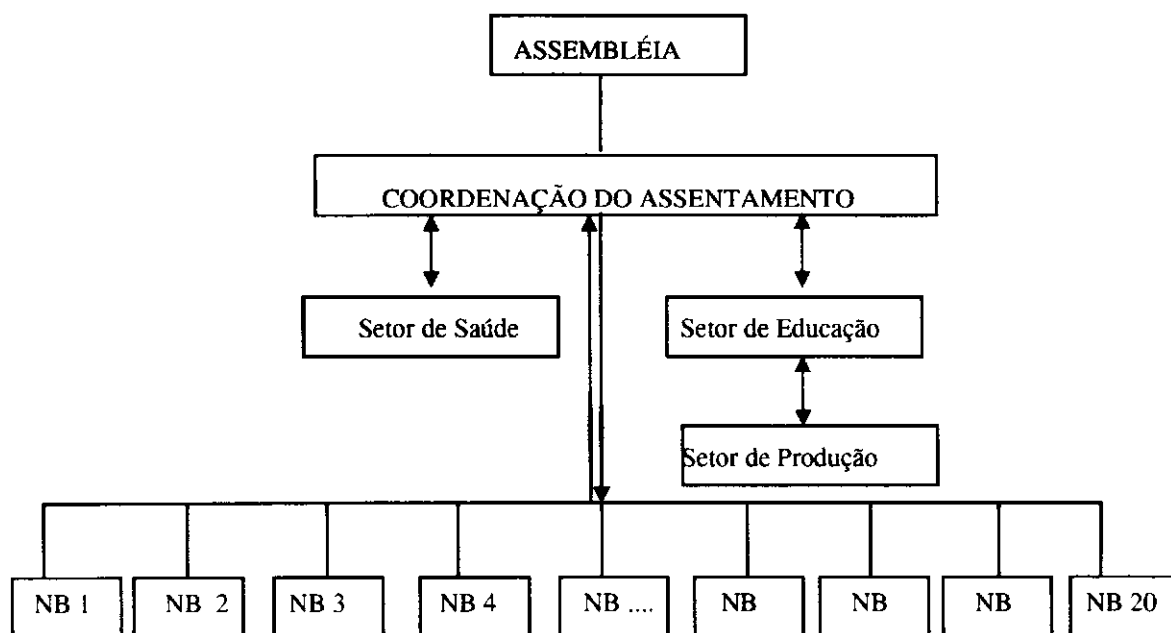 ASSEMBLÉIA
COORDENAÇÃO DO ASSENTAMENTO
Setor de Saúde
Setor de Educação
Setor de Produção
NB 1
NB 2
NB 3
NB 4
NB ....
NB
NB
NB
NB 20